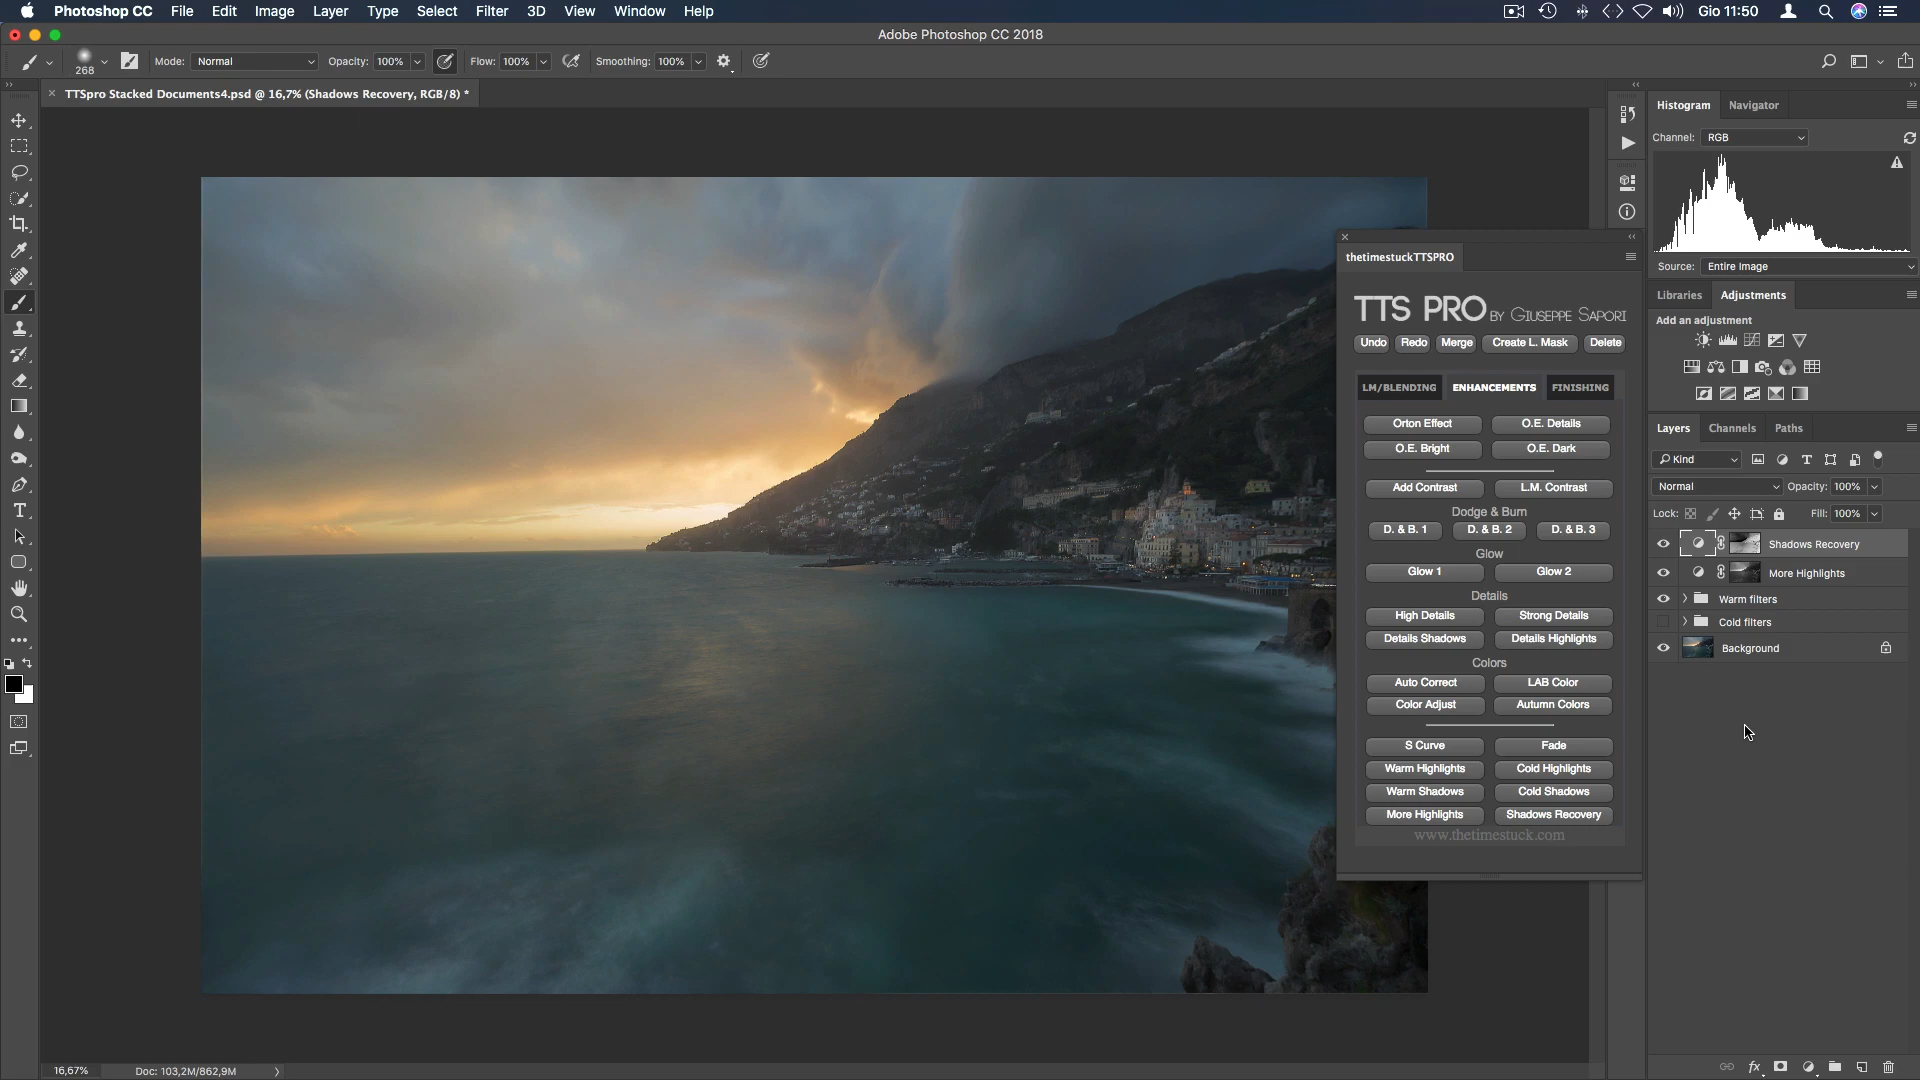 Photoshop CC File Edit Image Layer Type Select Filter 3D View Window Help Gio 11:50
Adobe Photoshop CC 2018
268 Mode: Normal Opacity: 100% Flow: 100% Smoothing: 100%
TTSpro Stacked Documents4.psd @ 16,7% (Shadows Recovery, RGB/8) *
Histogram Navigator
Channel: RGB
Source: Entire Image
Libraries Adjustments
Add an adjustment
Layers Channels Paths
Kind
Normal Opacity: 100%
Lock: Fill: 100%
Shadows Recovery
More Highlights
Warm filters
Cold filters
Background
thetimestuckTTSPRO
TTS PRO BY GIUSEPPE SAPORI
Undo Redo Merge Create L. Mask Delete
LM/BLENDING ENHANCEMENTS FINISHING
Orton Effect O.E. Details
O.E. Bright O.E. Dark
Add Contrast L.M. Contrast
Dodge & Burn
D. & B. 1 D. & B. 2 D. & B. 3
Glow
Glow 1 Glow 2
Details
High Details Strong Details
Details Shadows Details Highlights
Colors
Auto Correct LAB Color
Color Adjust Autumn Colors
S Curve Fade
Warm Highlights Cold Highlights
Warm Shadows Cold Shadows
More Highlights Shadows Recovery
www.thetimestuck.com
16,67% Doc: 103,2M/862,9M